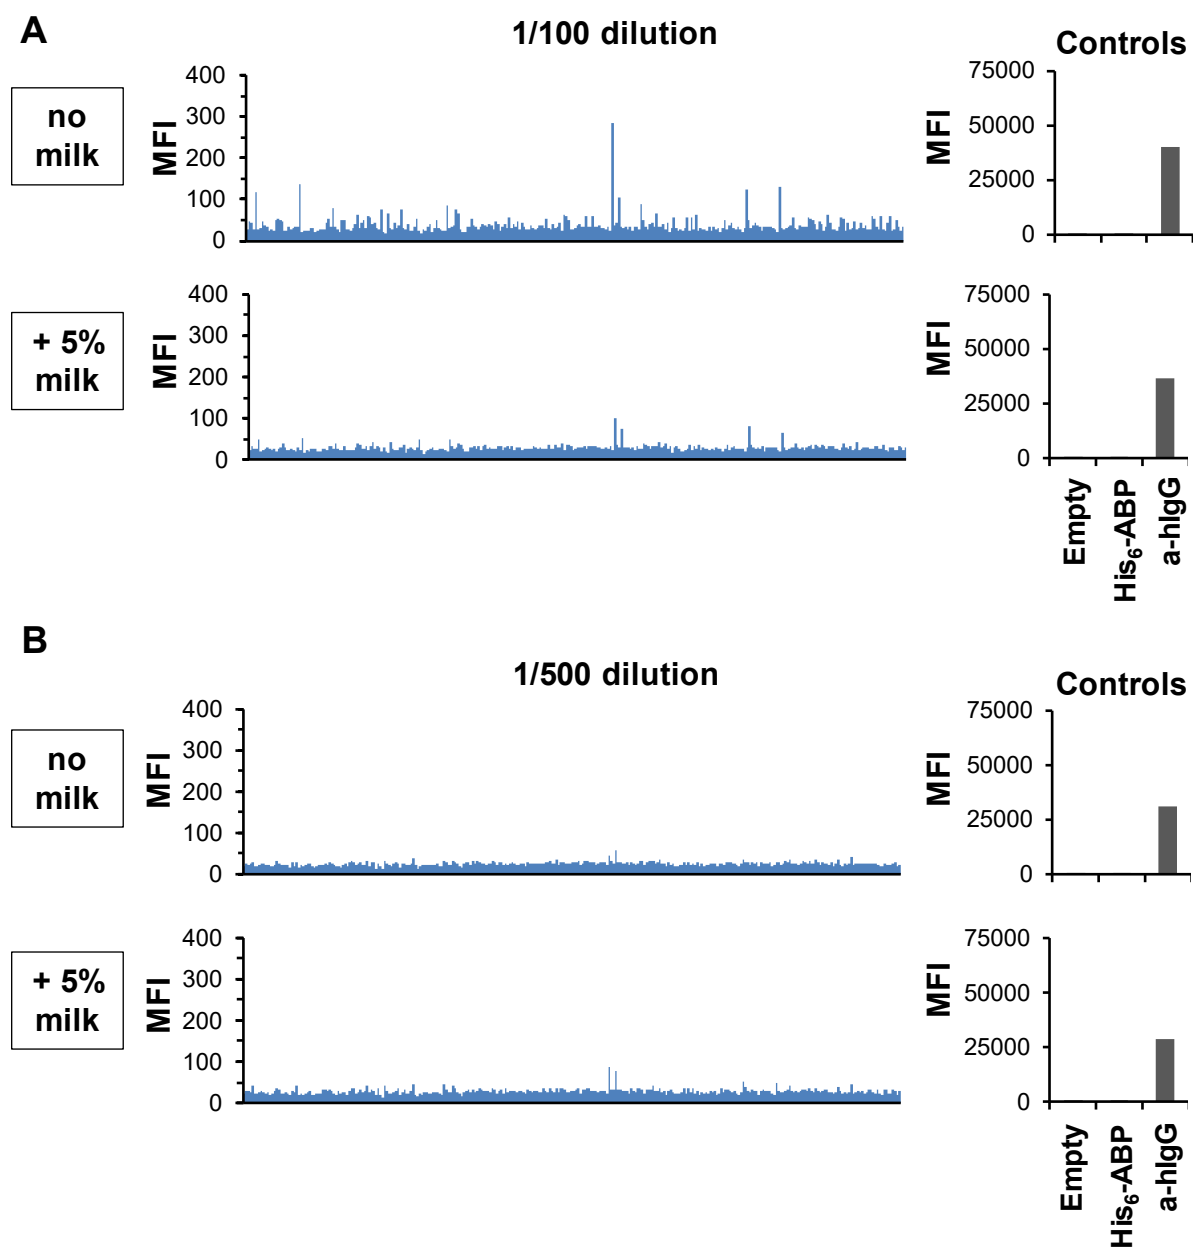 A
1/100 dilution
Controls
no
milk
MFI
400
300
200
100
0
MFI
75000
50000
25000
0
+ 5%
milk
MFI
400
300
200
100
0
MFI
75000
50000
25000
0
Empty
His6-ABP
a-hIgG
B
1/500 dilution
Controls
no
milk
MFI
400
300
200
100
0
MFI
75000
50000
25000
0
+ 5%
milk
MFI
400
300
200
100
0
MFI
75000
50000
25000
0
Empty
His6-ABP
a-hIgG